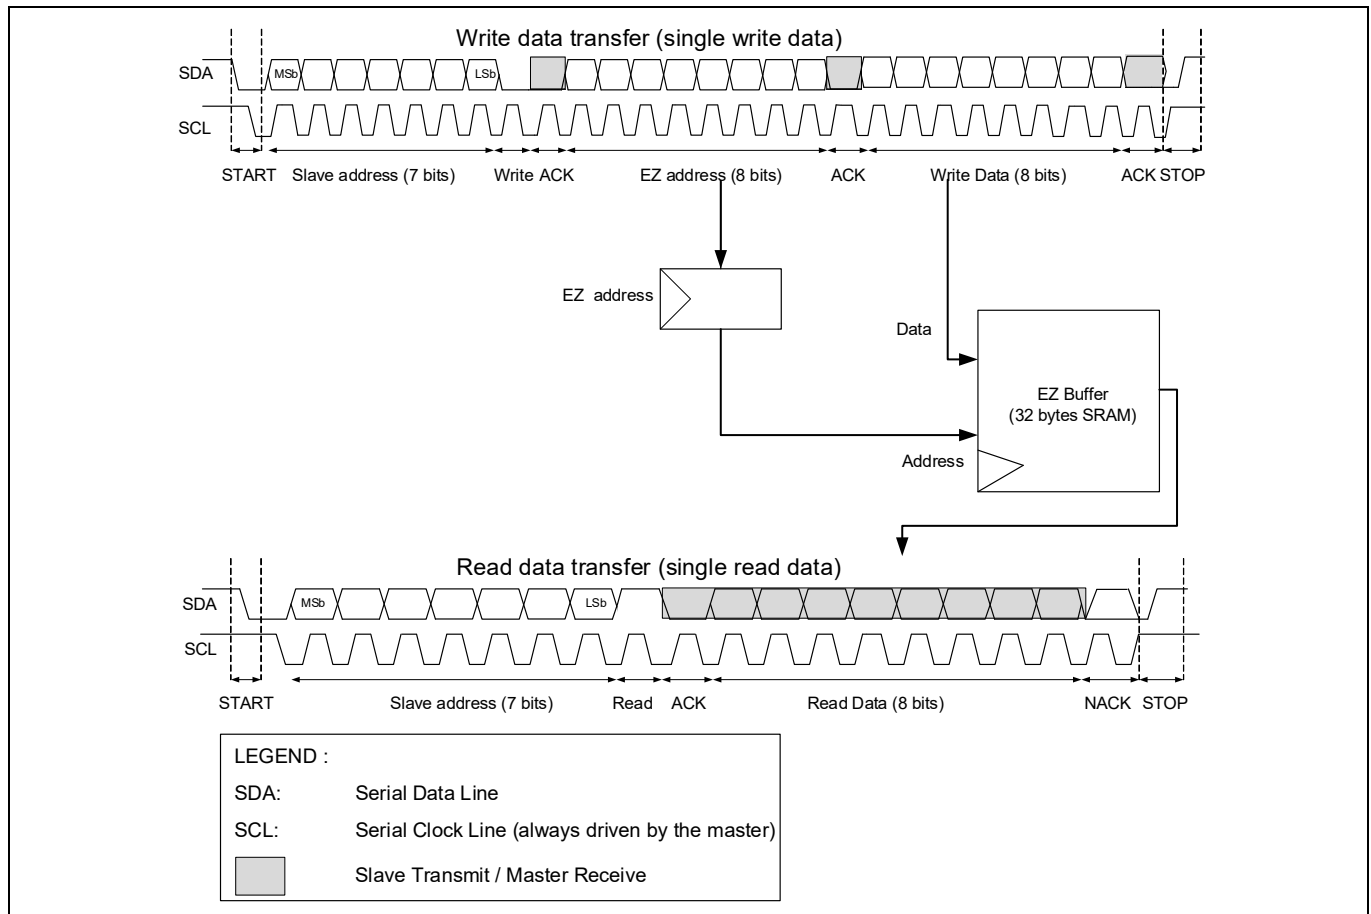 Write data transfer (single write data)
SDA MSb LSb
SCL
START Slave address (7 bits) Write ACK EZ address (8 bits) ACK Write Data (8 bits) ACK STOP
EZ address
Data
EZ Buffer
(32 bytes SRAM)
Address
Read data transfer (single read data)
SDA MSb LSb
SCL
START Slave address (7 bits) Read ACK Read Data (8 bits) NACK STOP
LEGEND :
SDA: Serial Data Line
SCL: Serial Clock Line (always driven by the master)
Slave Transmit / Master Receive